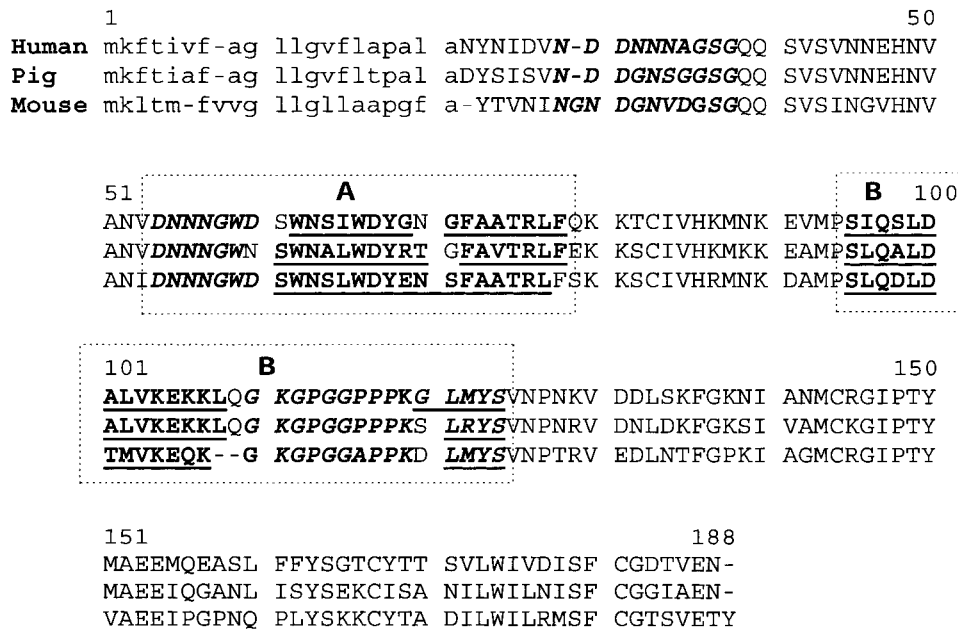 1 50
Human mkftivf-ag llgvflapal aNYNIDVN-D DNNNAGSGQQ SVSVNNEHNV
Pig mkftiaf-ag llgvfltpal aDYSISVN-D DGNSGGSGQQ SVSVNNEHNV
Mouse mkltm-fvvg llgllaapgf a-YTVNINGND GNVDGSGQQ SVSINGVHNV
51 A B 100
ANVDNNNGWD SWNSIWDYGN GFAATRLFQK KTCIVHKMNK EVMPSIQSLD
ANVDNNNGWN SWNALWDYRT GFAVTRLFEK KSCIVHKMKK EAMPSLQALD
ANIDNNNGWD SWNSLWDYEN SFAATRLFSK KSCIVHRMNK DAMPSLQDLD
101 B 150
ALVKEKKLQG KGPGGPPPKG LMYSVNPNKV DDLSKFGKNI ANMCRGIPTY
ALVKEKKLQG KGPGGPPPKS LRYSVNPNRV DNLDKFGKSI VAMCKGIPTY
TMVKEQK--G KGPGGAPPKD LMYSVNPTRV EDLNTFGPKI AGMCRGIPTY
151 188
MAEEMQEASL FFYSGTCYTT SVLWIVDISF CGDTVEN-
MAEEIQGANL ISYSEKCISA NILWILNISF CGGIAEN-
VAEEIPGPNQ PLYSKKCYTA DILWILRMSF CGTSVETY